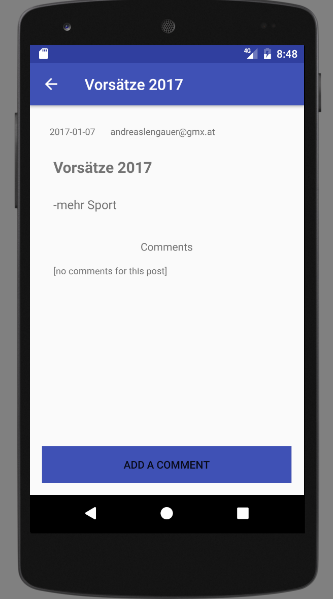 4G 8:48
Vorsätze 2017
2017-01-07 andreaslengauer@gmx.at
Vorsätze 2017
-mehr Sport
Comments
[no comments for this post]
ADD A COMMENT